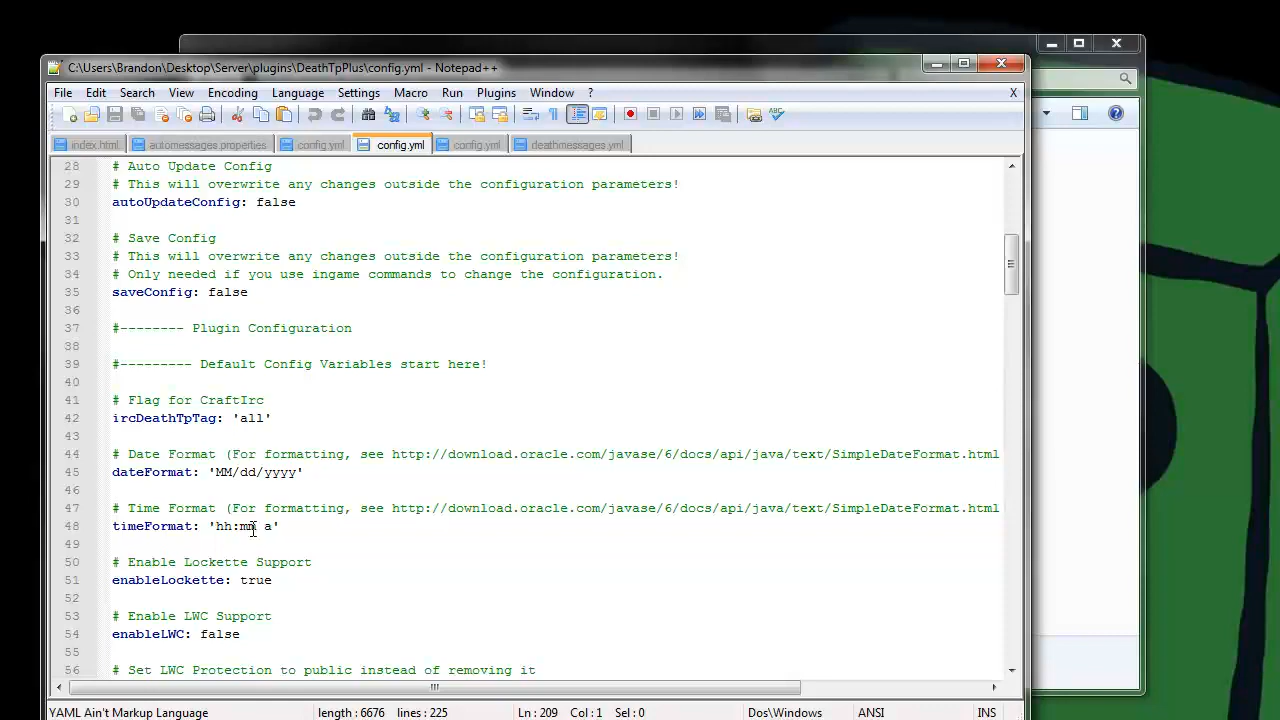 C:\Users\Brandon\Desktop\Server\plugins\DeathTpPlus\config.yml - Notepad++
File Edit Search View Encoding Language Settings Macro Run Plugins Window ? X
index.html automessages.properties config.yml config.yml config.yml deathmessages.yml
28 # Auto Update Config
29 # This will overwrite any changes outside the configuration parameters!
30 autoUpdateConfig: false
31
32 # Save Config
33 # This will overwrite any changes outside the configuration parameters!
34 # Only needed if you use ingame commands to change the configuration.
35 saveConfig: false
36
37 #-------- Plugin Configuration
38
39 #--------- Default Config Variables start here!
40
41 # Flag for CraftIrc
42 ircDeathTpTag: 'all'
43
44 # Date Format (For formatting, see http://download.oracle.com/javase/6/docs/api/java/text/SimpleDateFormat.html
45 dateFormat: 'MM/dd/yyyy'
46
47 # Time Format (For formatting, see http://download.oracle.com/javase/6/docs/api/java/text/SimpleDateFormat.html
48 timeFormat: 'hh:mm a'
49
50 # Enable Lockette Support
51 enableLockette: true
52
53 # Enable LWC Support
54 enableLWC: false
55
56 # Set LWC Protection to public instead of removing it
YAML Ain't Markup Language length : 6676 lines : 225 Ln : 209 Col : 1 Sel : 0 Dos\Windows ANSI INS